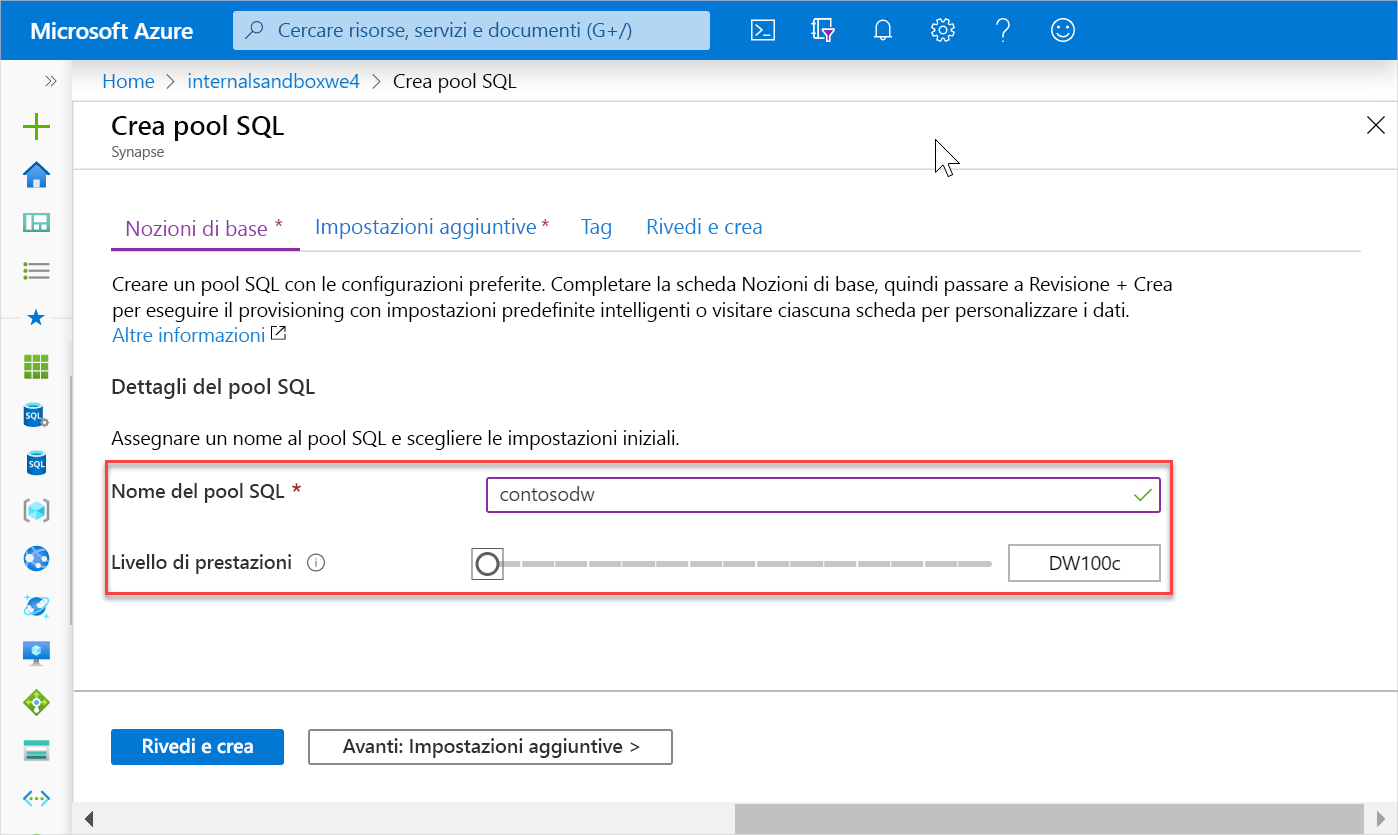 Microsoft Azure
Cercare risorse, servizi e documenti (G+/)
Home > internalsandboxwe4 > Crea pool SQL
Crea pool SQL
Synapse
Nozioni di base * Impostazioni aggiuntive * Tag Rivedi e crea
Creare un pool SQL con le configurazioni preferite. Completare la scheda Nozioni di base, quindi passare a Revisione + Crea
per eseguire il provisioning con impostazioni predefinite intelligenti o visitare ciascuna scheda per personalizzare i dati.
Altre informazioni
Dettagli del pool SQL
Assegnare un nome al pool SQL e scegliere le impostazioni iniziali.
SQL
SQL
Nome del pool SQL * contosodw
Livello di prestazioni DW100c
Rivedi e crea Avanti: Impostazioni aggiuntive >